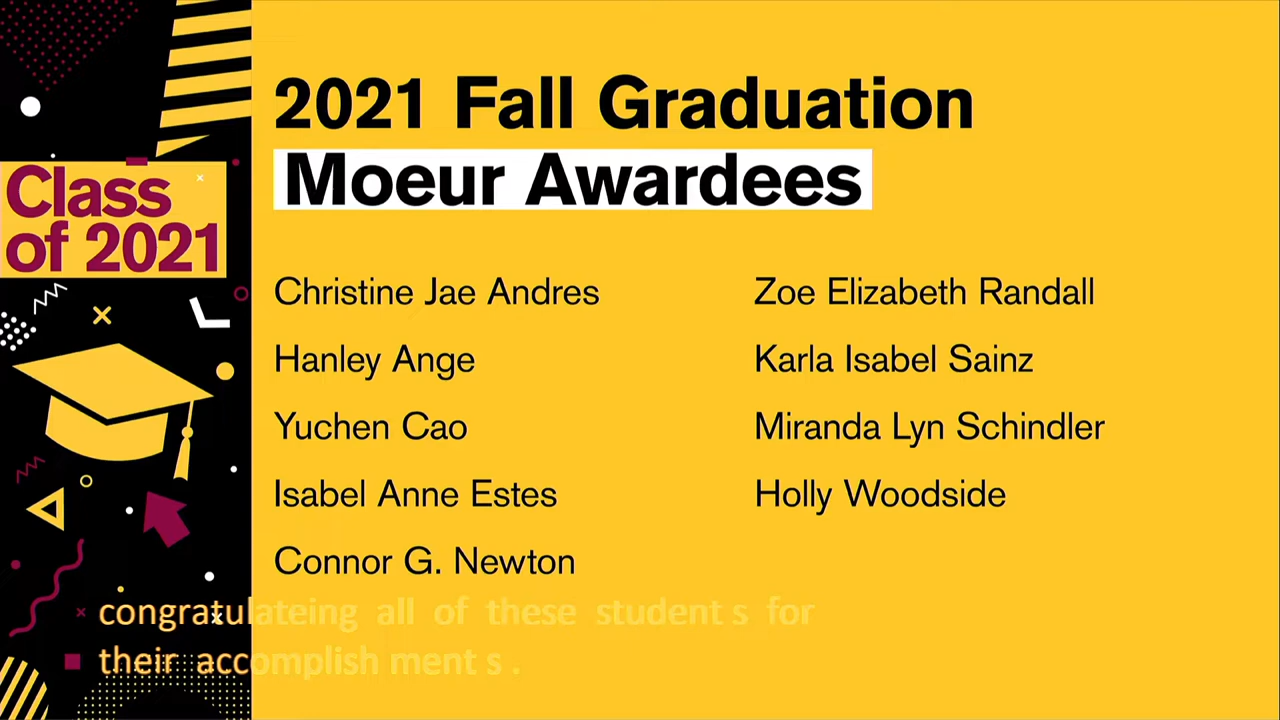 Class
of 2021
2021 Fall Graduation
Moeur Awardees
Christine Jae Andres
Hanley Ange
Yuchen Cao
Isabel Anne Estes
Connor G. Newton
Zoe Elizabeth Randall
Karla Isabel Sainz
Miranda Lyn Schindler
Holly Woodside
congratulateing all of these student s for
their accomplish ment s .